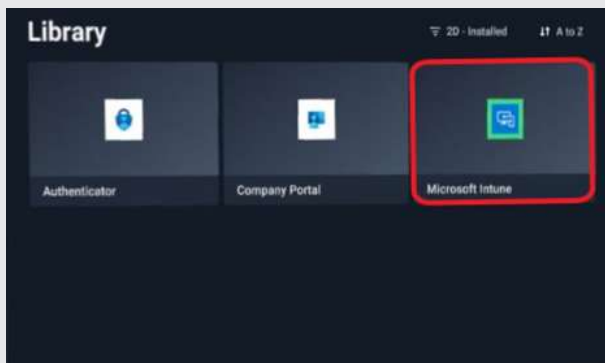 Library
2D - Installed
A to Z
Authenticator
Company Portal
Microsoft Intune